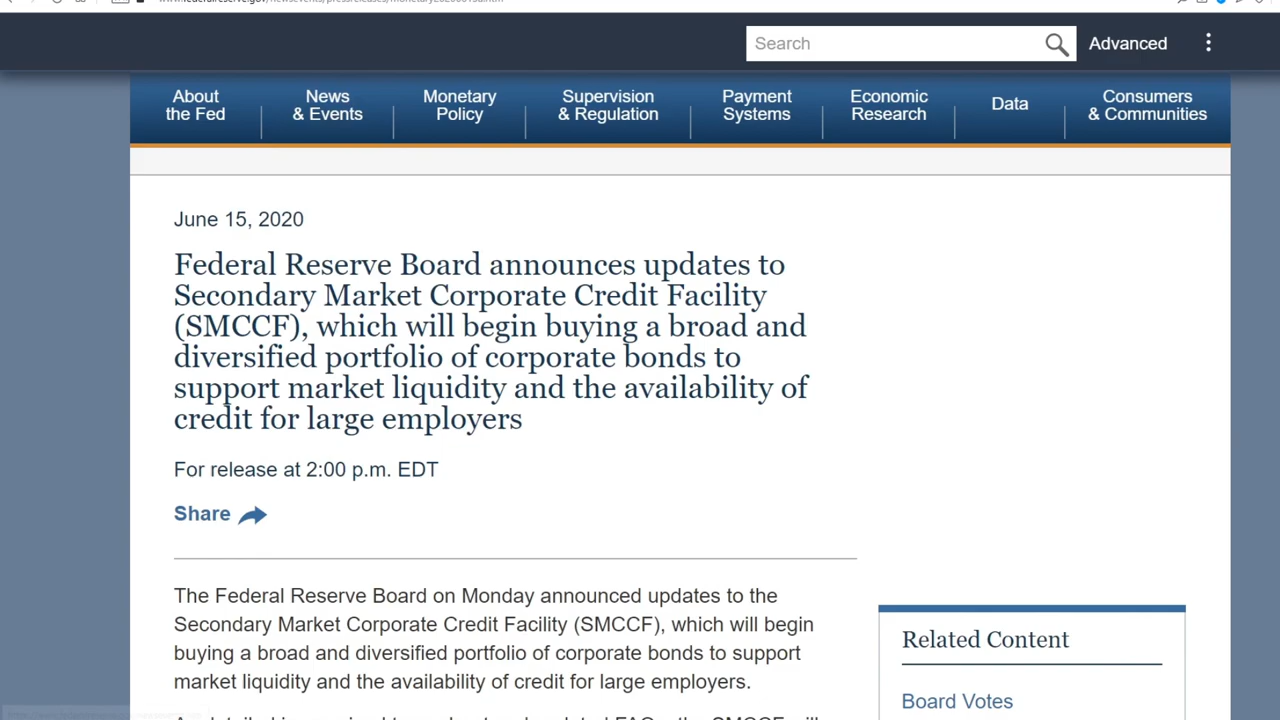 Search
Advanced
About
the Fed
News
& Events
Monetary
Policy
Supervision
& Regulation
Payment
Systems
Economic
Research
Data
Consumers
& Communities
June 15, 2020
Federal Reserve Board announces updates to
Secondary Market Corporate Credit Facility
(SMCCF), which will begin buying a broad and
diversified portfolio of corporate bonds to
support market liquidity and the availability of
credit for large employers
For release at 2:00 p.m. EDT
Share
The Federal Reserve Board on Monday announced updates to the
Secondary Market Corporate Credit Facility (SMCCF), which will begin
buying a broad and diversified portfolio of corporate bonds to support
market liquidity and the availability of credit for large employers.
Related Content
Board Votes